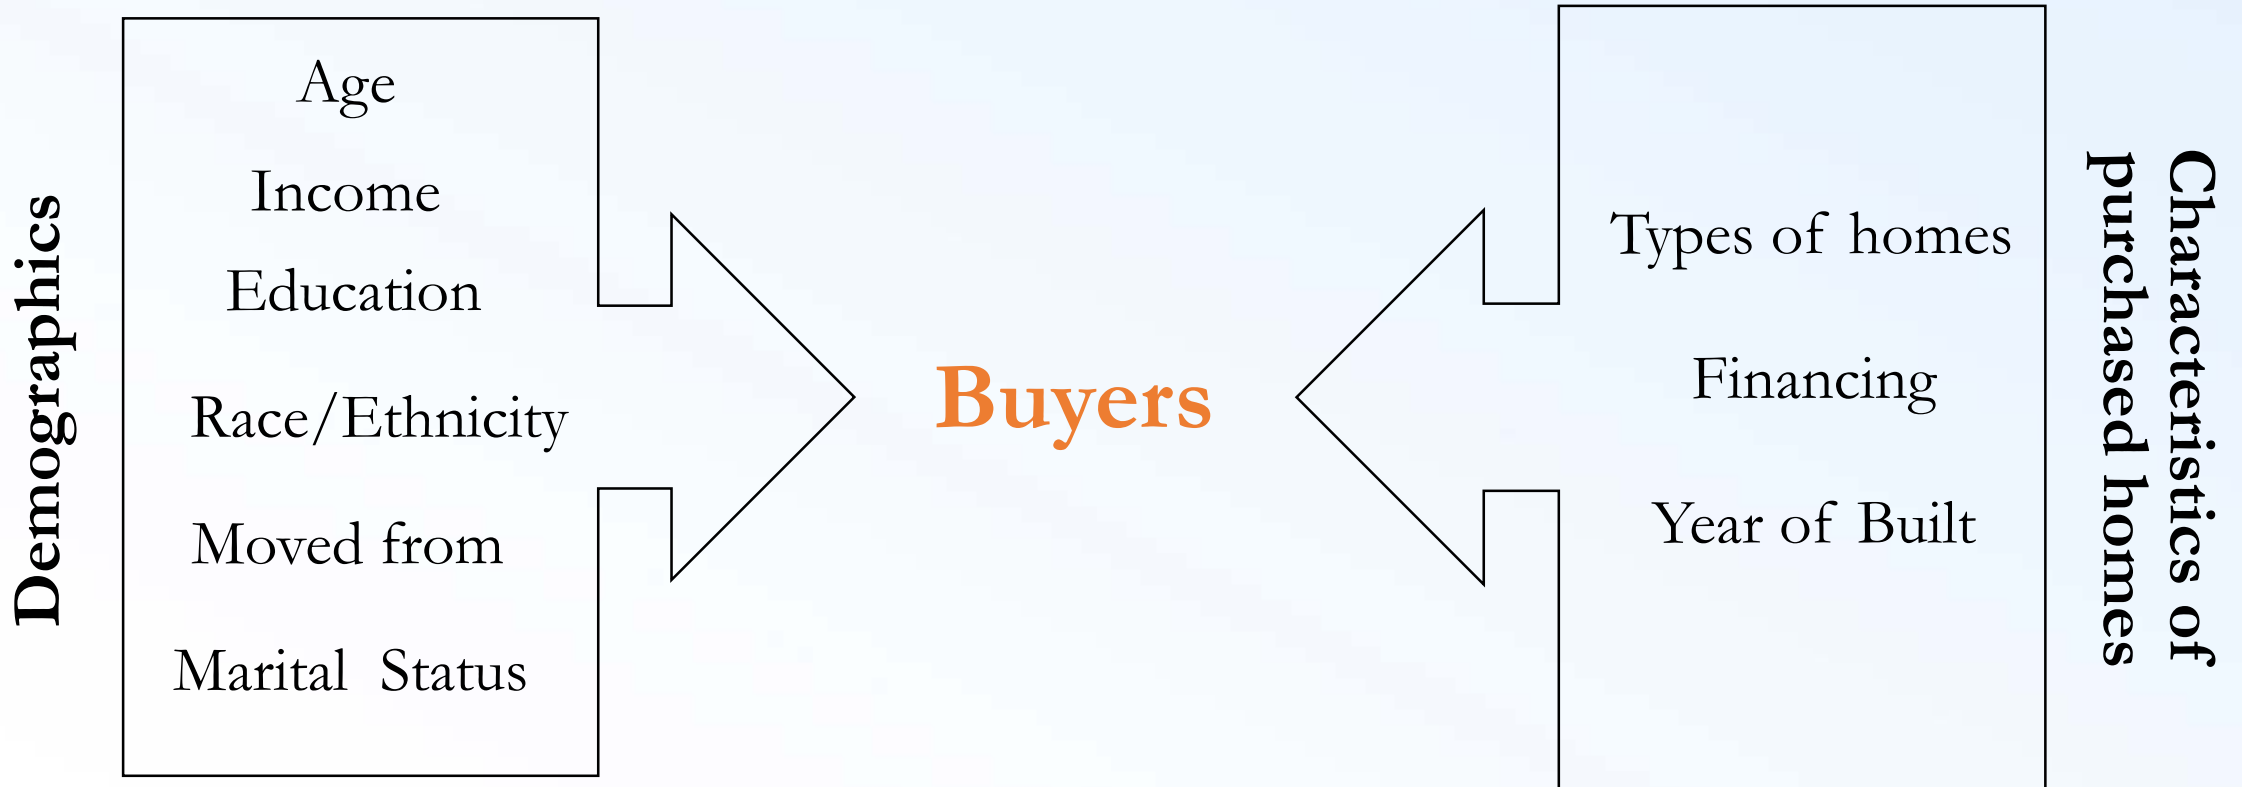 Demographics
Age
Income
Education
Race/Ethnicity
Moved from
Marital Status
Buyers
Types of homes
Financing
Year of Built
Characteristics of
purchased homes